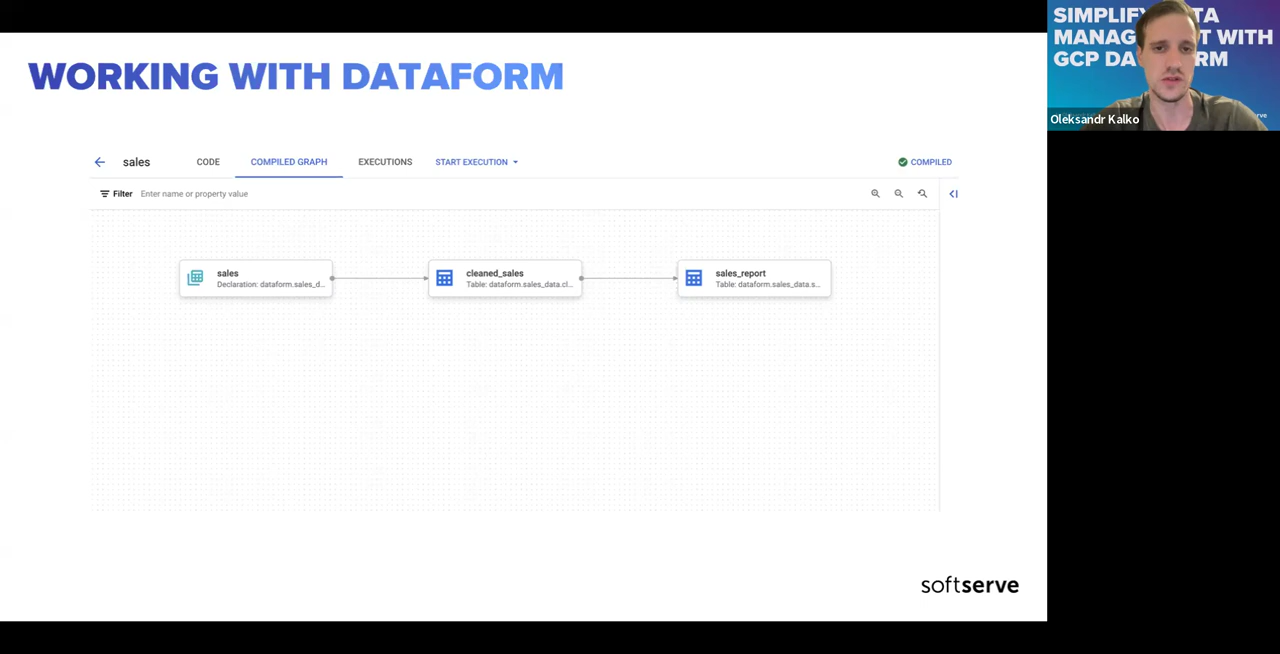 WORKING WITH DATAFORM
sales
CODE
COMPILED GRAPH
EXECUTIONS
START EXECUTION
COMPILED
Filter
Enter name or property value
sales
Declaration: dataform.sales_d...
cleaned_sales
Table: dataform.sales_data.cl...
sales_report
Table: dataform.sales_data.s...
softserve
SIMPLIFY TA
MANAG T WITH
GCP DA RM
Oleksandr Kalko